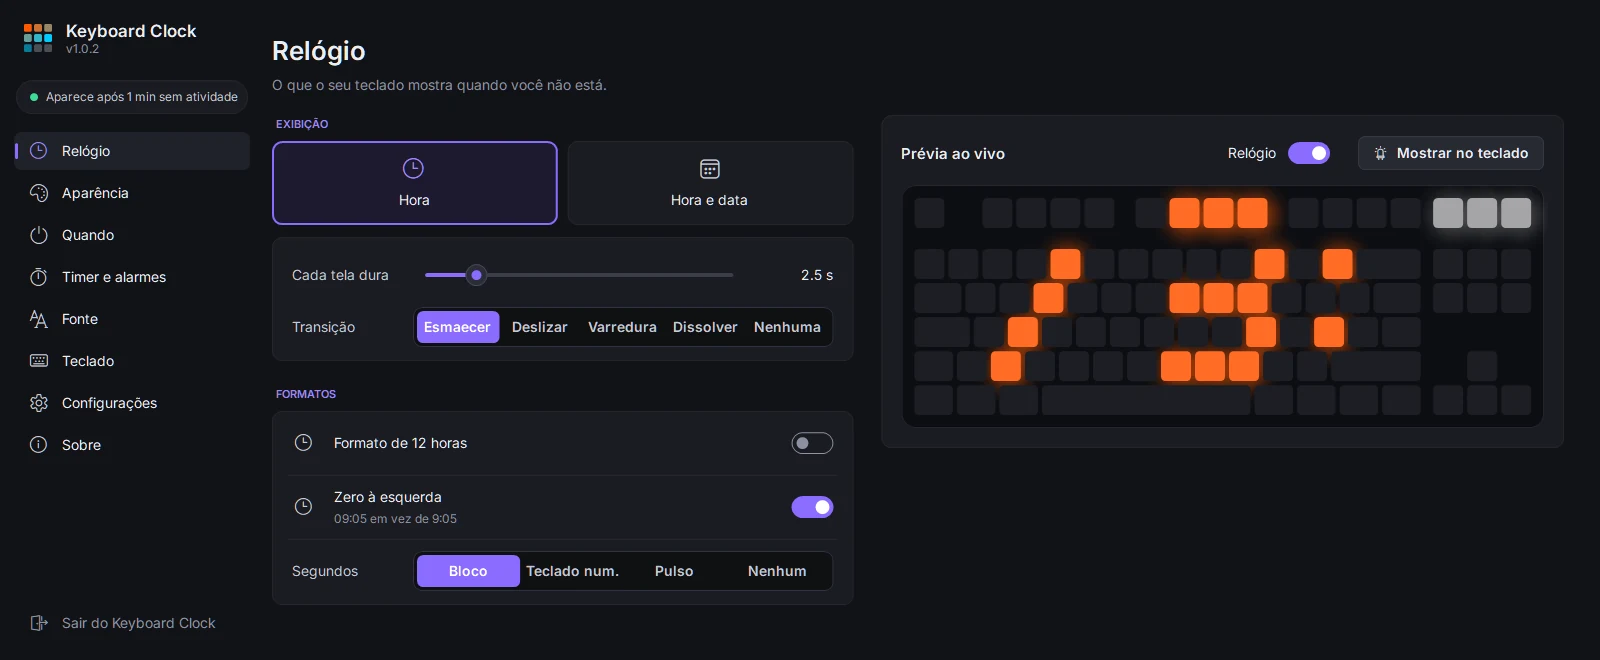 Keyboard Clock
v1.0.2
Aparece após 1 min sem atividade
Relógio
Aparência
Quando
Timer e alarmes
Fonte
Teclado
Configurações
Sobre
Sair do Keyboard Clock
Relógio
O que o seu teclado mostra quando você não está.
EXIBIÇÃO
Hora
Hora e data
Cada tela dura
2.5 s
Transição
Esmaecer Deslizar Varredura Dissolver Nenhuma
FORMATOS
Formato de 12 horas
Zero à esquerda
09:05 em vez de 9:05
Segundos
Bloco Teclado num. Pulso Nenhum
Prévia ao vivo
Relógio
Mostrar no teclado